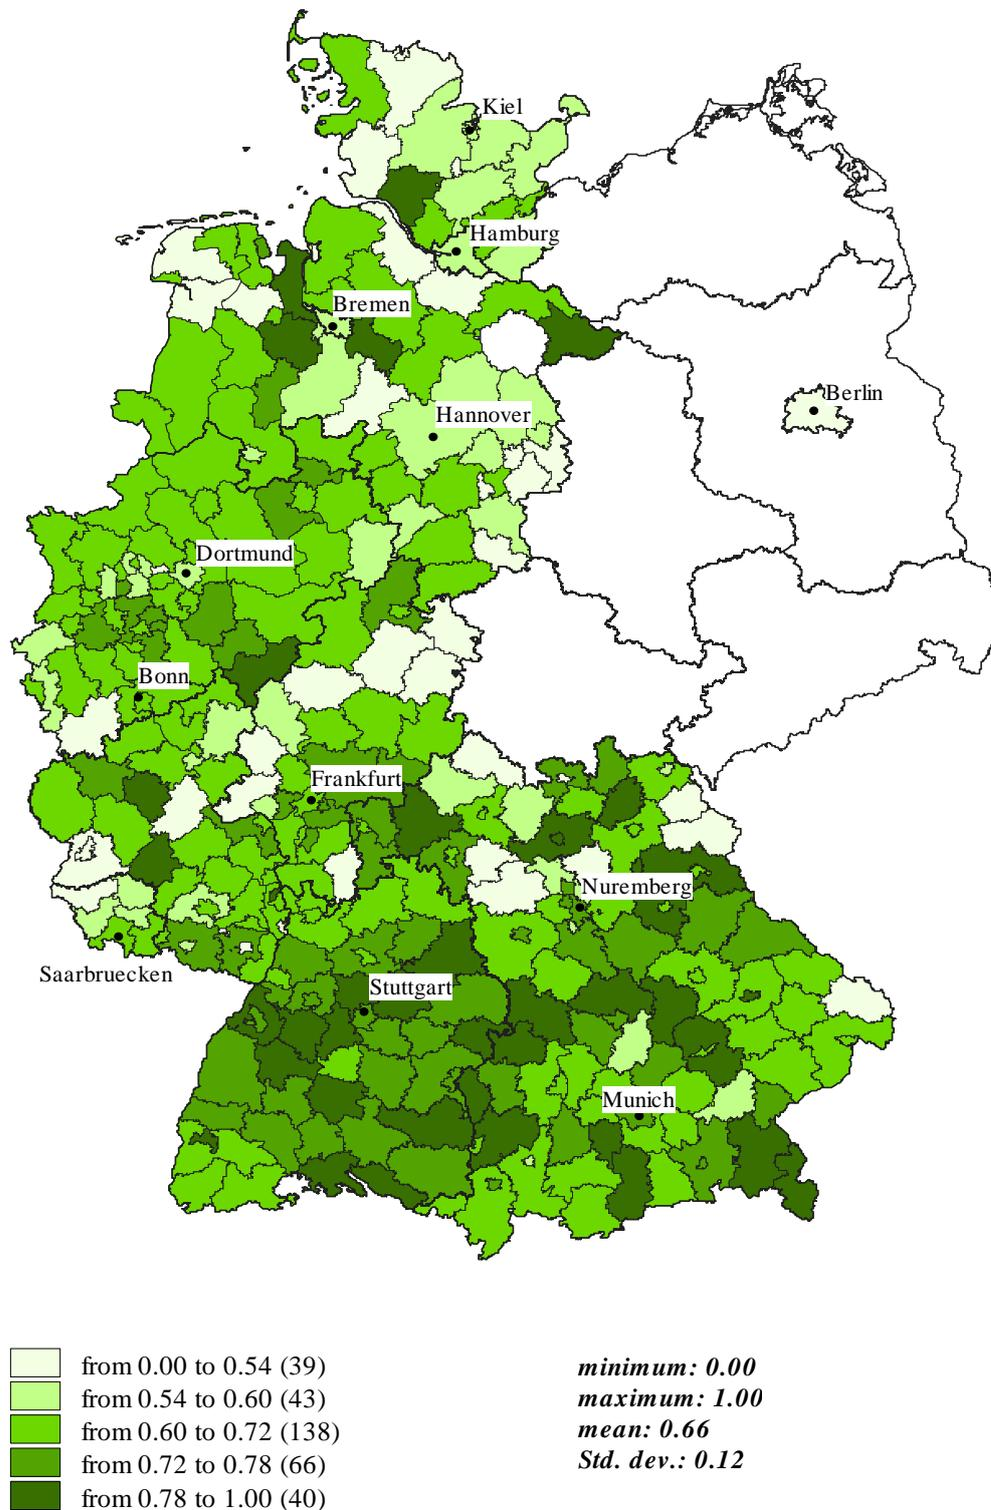 Kiel
Hamburg
Bremen
Berlin
Hannover
Dortmund
Bonn
Frankfurt
Nuremberg
Saarbruecken
Stuttgart
Munich
from 0.00 to 0.54 (39)
from 0.54 to 0.60 (43)
from 0.60 to 0.72 (138)
from 0.72 to 0.78 (66)
from 0.78 to 1.00 (40)
minimum: 0.00
maximum: 1.00
mean: 0.66
Std. dev.: 0.12